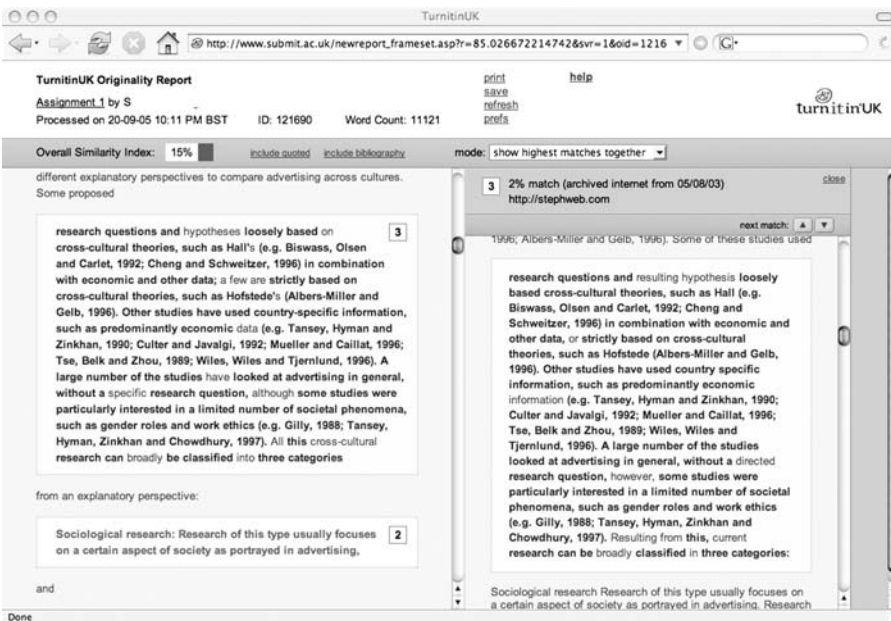 TurnitinUK
http://www.submit.ac.uk/newreport_frameset.asp?r=85.026672214742&svr=1&oid=1216
G
TurnitinUK Originality Report
Assignment 1 by S
Processed on 20-09-05 10:11 PM BST ID: 121690 Word Count: 11121
print
save
refresh
prefs
help
turnitin UK
Overall Similarity Index: 15% include quoted include bibliography mode: show highest matches together
different explanatory perspectives to compare advertising across cultures.
Some proposed
research questions and hypotheses loosely based on
3
cross-cultural theories, such as Hall's (e.g. Biswass, Olsen
and Carlet, 1992; Cheng and Schweitzer, 1996) in combination
with economic and other data; a few are strictly based on
cross-cultural theories, such as Hofstede's (Albers-Miller and
Gelb, 1996). Other studies have used country-specific information,
such as predominantly economic data (e.g. Tansey, Hyman and
Zinkhan, 1990; Culter and Javalgi, 1992; Mueller and Caillat, 1996;
Tse, Belk and Zhou, 1989; Wiles, Wiles and Tjernlund, 1996). A
large number of the studies have looked at advertising in general,
without a specific research question, although some studies were
particularly interested in a limited number of societal phenomena,
such as gender roles and work ethics (e.g. Gilly, 1988; Tansey,
Hyman, Zinkhan and Chowdhury, 1997). All this cross-cultural
research can broadly be classified into three categories
from an explanatory perspective:
Sociological research: Research of this type usually focuses
2
on a certain aspect of society as portrayed in advertising,
and
3 2% match (archived internet from 05/08/03)
http://stephweb.com
close
next match:
1996; Albers-Miller and Gelb, 1996). Some of these studies used
research questions and resulting hypothesis loosely
based cross-cultural theories, such as Hall (e.g.
Biswass, Olsen and Carlet, 1992; Cheng and
Schweitzer, 1996) in combination with economic and
other data, or strictly based on cross-cultural
theories, such as Hofstede (Albers-Miller and Gelb,
1996). Other studies have used country specific
information, such as predominantly economic
information (e.g. Tansey, Hyman and Zinkhan, 1990;
Culter and Javalgi, 1992; Mueller and Caillat, 1996;
Tse, Belk and Zhou, 1989; Wiles, Wiles and
Tjernlund, 1996). A large number of the studies
looked at advertising in general, without a directed
research question, however, some studies were
particularly interested in a limited number of societal
phenomena, such as gender roles and work ethics
(e.g. Gilly, 1988; Tansey, Hyman, Zinkhan and
Chowdhury, 1997). Resulting from this, current
research can be broadly classified in three categories:
Sociological research Research of this type usually focuses on
a certain aspect of society as portrayed in advertising. Research
Done